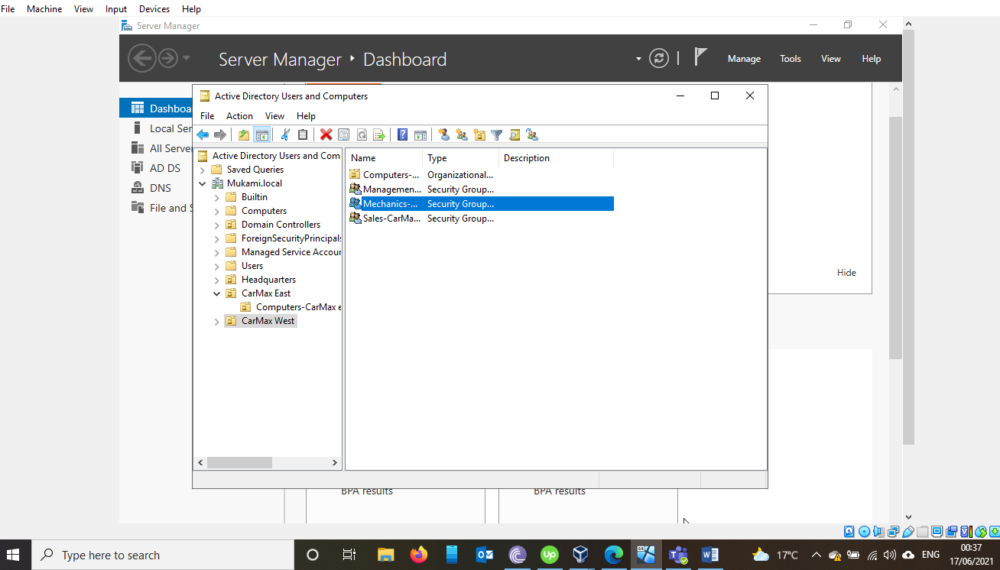 File Machine View Input Devices Help
Server Manager
Server Manager ‣ Dashboard
Manage Tools View Help
Dashboa
Local Ser
All Serve
AD DS
DNS
File and S
Active Directory Users and Computers
File Action View Help
Active Directory Users and Com
Saved Queries
Mukami.local
Builtin
Computers
Domain Controllers
ForeignSecurityPrincipals
Managed Service Accour
Users
Headquarters
CarMax East
Computers-CarMax e
CarMax West
Name Type Description
Computers-... Organizational...
Managemen... Security Group...
Mechanics-... Security Group...
Sales-CarMa... Security Group...
Hide
BPA results BPA results
Type here to search
17°C
ENG
00:37
17/06/2021